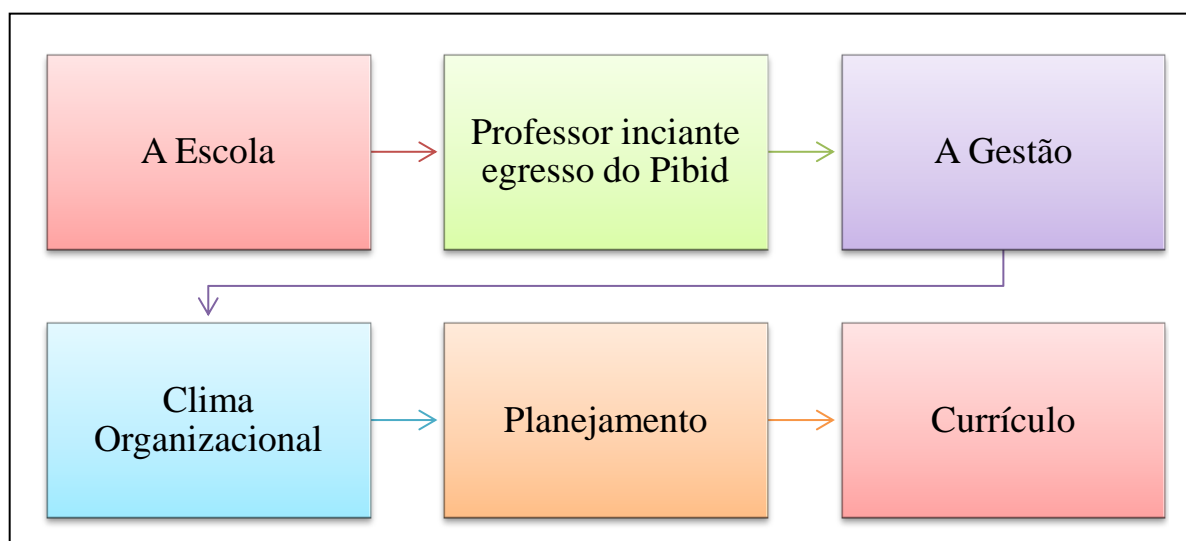 A Escola
Professor inciante
egresso do Pibid
A Gestão
Clima
Organizacional
Planejamento
Currículo